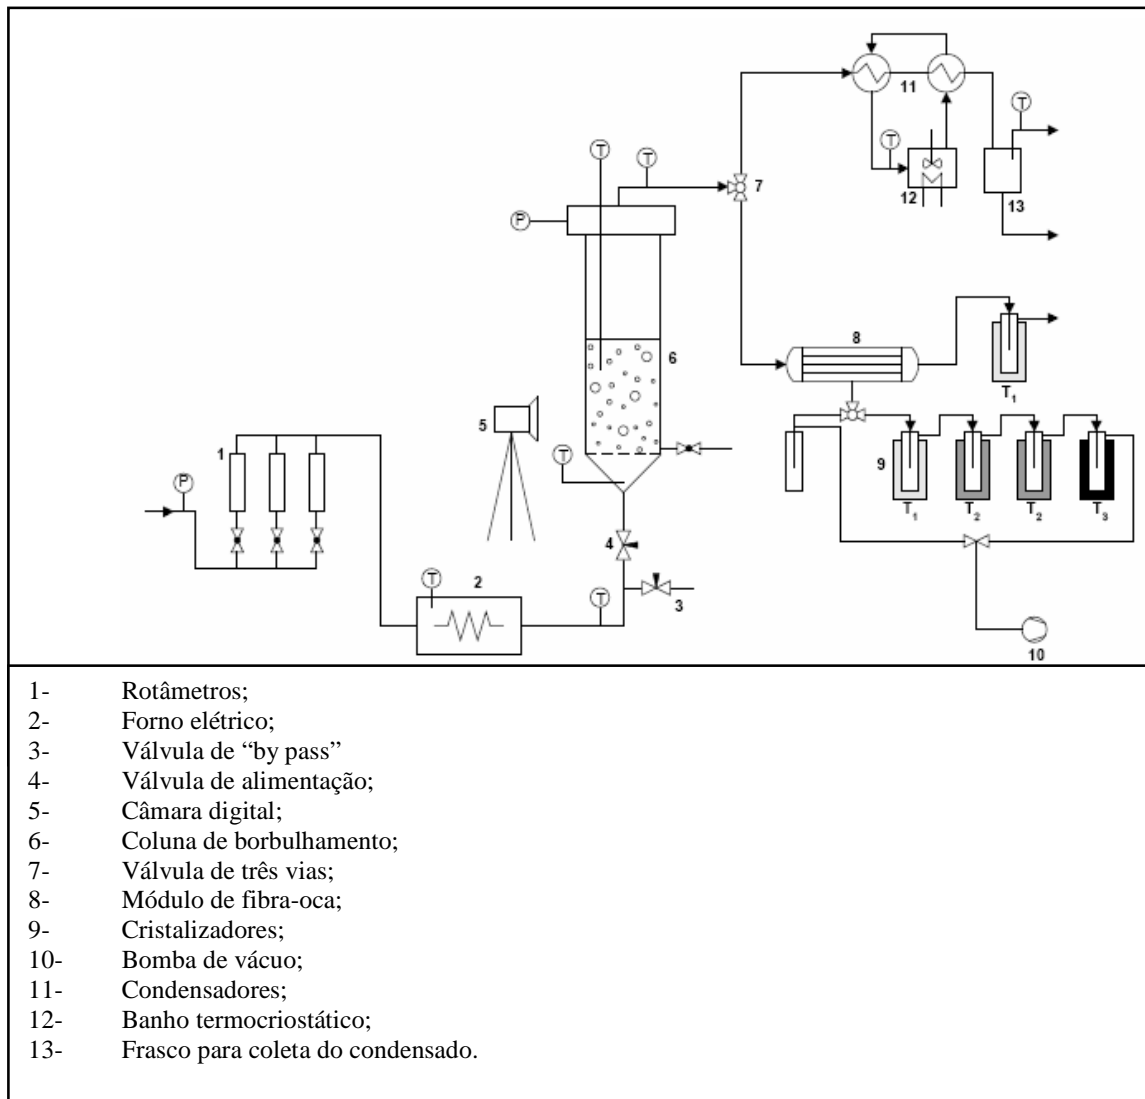 11
T
T
T
T
12
13
7
P
6
8
5
T₁
T
9
T₁
T₂
T₂
T₃
1
P
4
T
2
T
3
10
1- Rotâmetros;
2- Forno elétrico;
3- Válvula de “by pass”
4- Válvula de alimentação;
5- Câmara digital;
6- Coluna de borbulhamento;
7- Válvula de três vias;
8- Módulo de fibra-oca;
9- Cristalizadores;
10- Bomba de vácuo;
11- Condensadores;
12- Banho termocriostático;
13- Frasco para coleta do condensado.